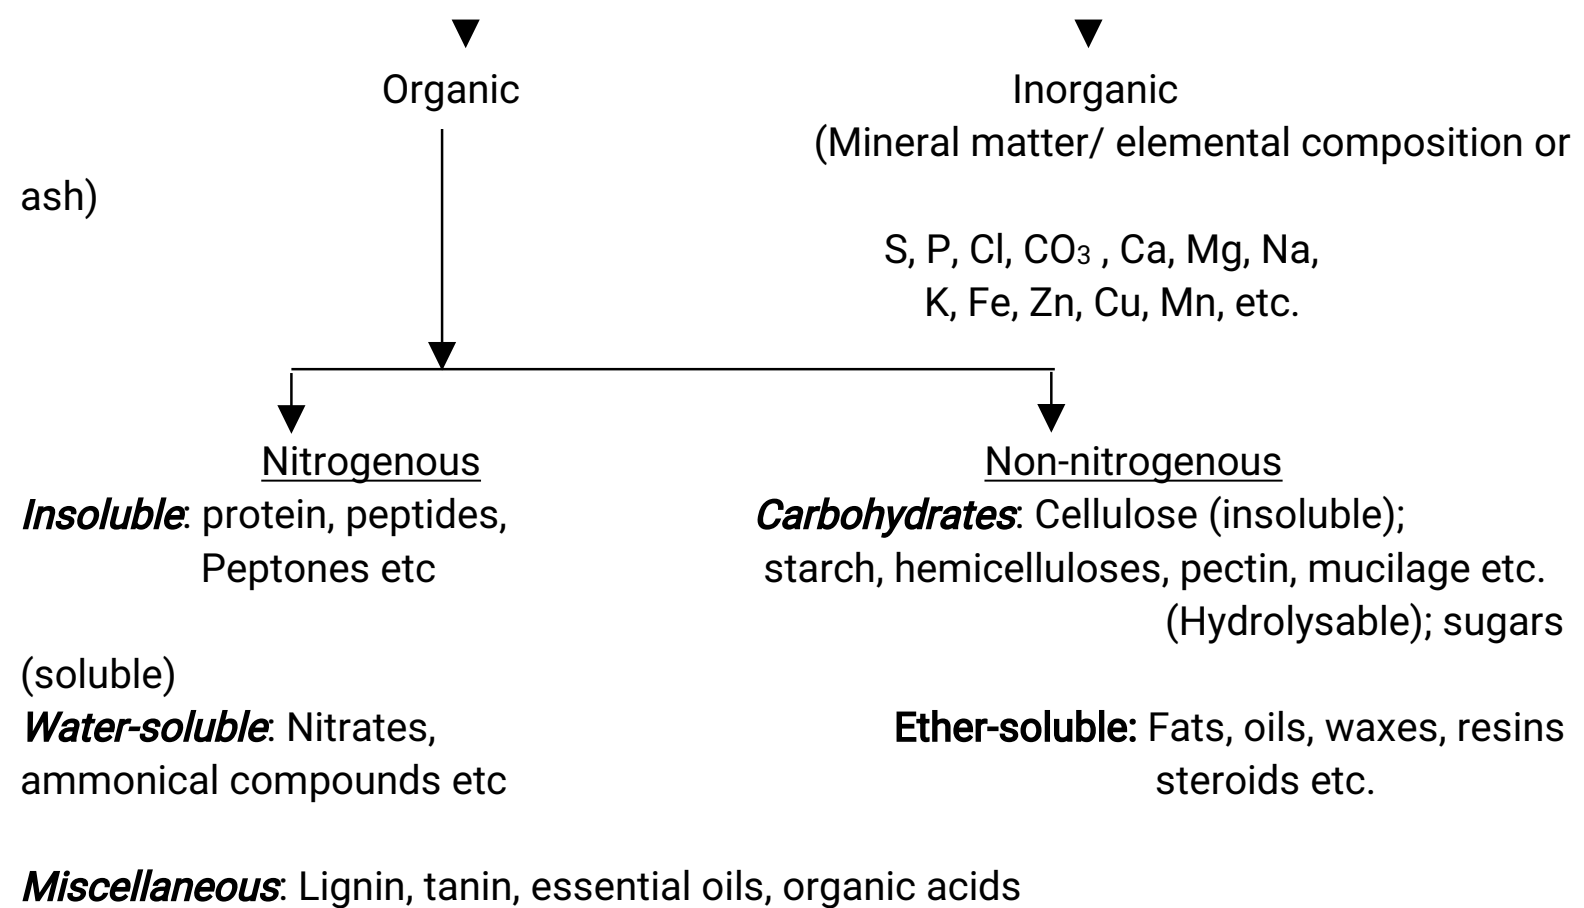 Organic Inorganic
(Mineral matter/ elemental composition or
ash)
S, P, Cl, CO₃ , Ca, Mg, Na,
K, Fe, Zn, Cu, Mn, etc.
Nitrogenous Non-nitrogenous
Insoluble: protein, peptides, Carbohydrates: Cellulose (insoluble);
Peptones etc starch, hemicelluloses, pectin, mucilage etc.
(Hydrolysable); sugars
(soluble)
Water-soluble: Nitrates, Ether-soluble: Fats, oils, waxes, resins
ammonical compounds etc steroids etc.
Miscellaneous: Lignin, tanin, essential oils, organic acids